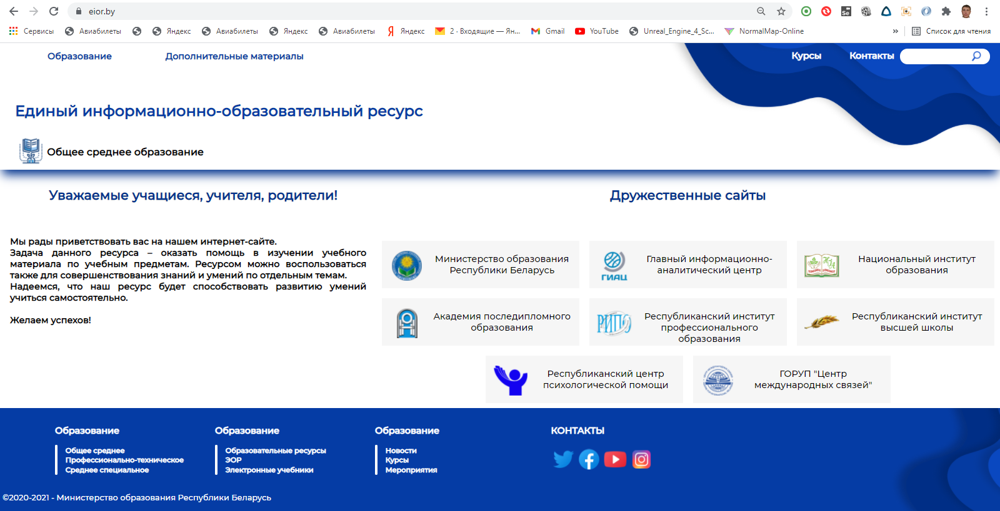 eior.by
Сервисы
Авиабилеты
Яндекс
Авиабилеты
Яндекс
Авиабилеты
Яндекс
2 · Входящие — Ян...
Gmail
YouTube
Unreal_Engine_4_Sc...
NormalMap-Online
»
Список для чтения
Образование
Дополнительные материалы
Курсы
Контакты
Единый информационно-образовательный ресурс
Общее среднее образование
Уважаемые учащиеся, учителя, родители!
Мы рады приветствовать вас на нашем интернет-сайте.
Задача данного ресурса – оказать помощь в изучении учебного
материала по учебным предметам. Ресурсом можно воспользоваться
также для совершенствования знаний и умений по отдельным темам.
Надеемся, что наш ресурс будет способствовать развитию умений
учиться самостоятельно.
Желаем успехов!
Дружественные сайты
Министерство образования
Республики Беларусь
ГИАЦ
Главный информационно-
аналитический центр
Национальный институт
образования
Академия последипломного
образования
РИПО
Республиканский институт
профессионального
образования
Республиканский институт
высшей школы
Республиканский центр
психологической помощи
ГОРУП "Центр
международных связей"
Образование
Общее среднее
Профессионально-техническое
Среднее специальное
Образование
Образовательные ресурсы
ЭОР
Электронные учебники
Образование
Новости
Курсы
Мероприятия
КОНТАКТЫ
©2020-2021 - Министерство образования Республики Беларусь